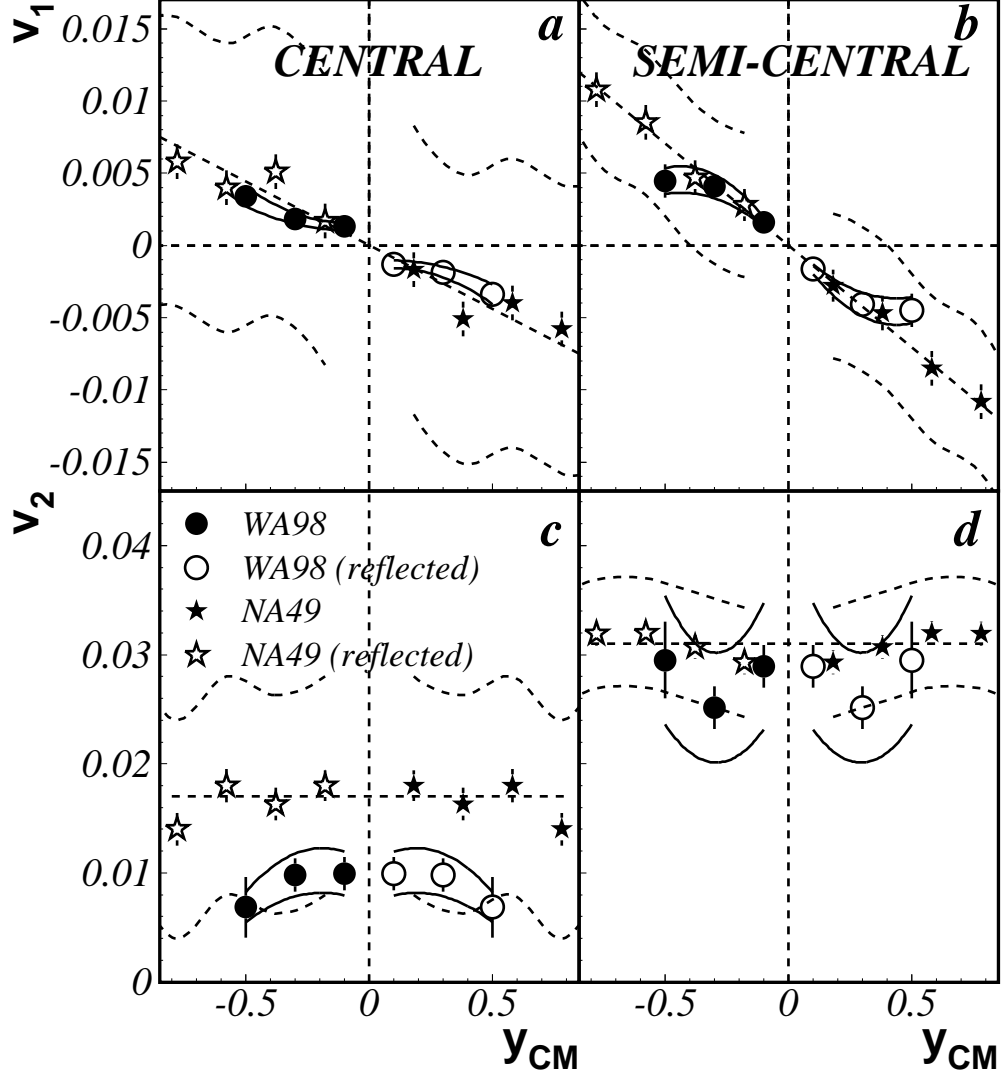 v1
0.015
0.01
0.005
0
-0.005
-0.01
-0.015
a
CENTRAL
b
SEMI-CENTRAL
v2
0.04
0.03
0.02
0.01
0
c
WA98
WA98 (reflected)
NA49
NA49 (reflected)
d
-0.5 0 0.5
-0.5 0 0.5
yCM
yCM